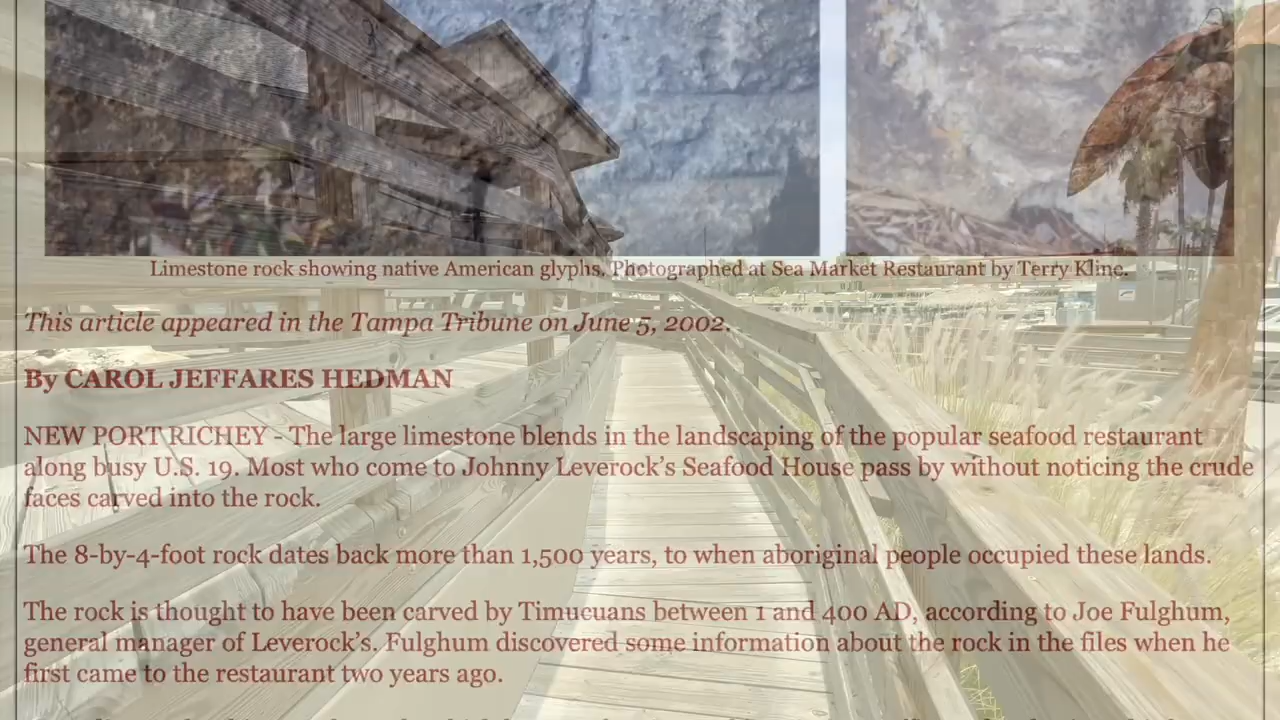 Limestone rock showing native American glyphs. Photographed at Sea Market Restaurant by Terry Kline.
This article appeared in the Tampa Tribune on June 5, 2002.
By CAROL JEFFARES HEDMAN
NEW PORT RICHEY - The large limestone blends in the landscaping of the popular seafood restaurant
along busy U.S. 19. Most who come to Johnny Leverock’s Seafood House pass by without noticing the crude
faces carved into the rock.
The 8-by-4-foot rock dates back more than 1,500 years, to when aboriginal people occupied these lands.
The rock is thought to have been carved by Timucuans between 1 and 400 AD, according to Joe Fulghum,
general manager of Leverock’s. Fulghum discovered some information about the rock in the files when he
first came to the restaurant two years ago.